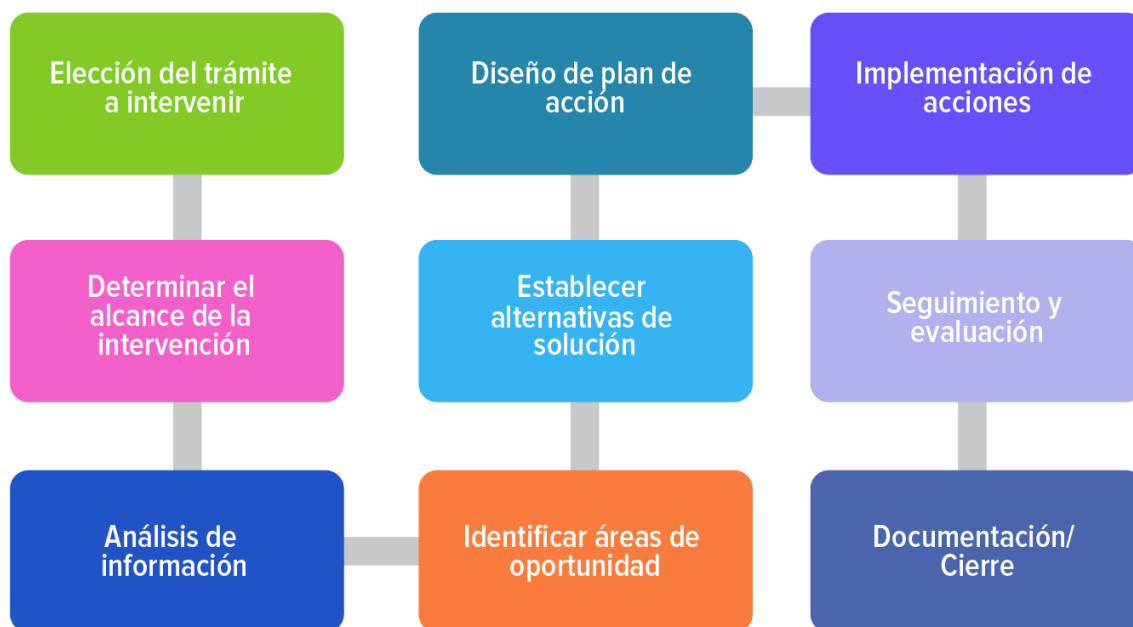 Elección del trámite
a intervenir
Determinar el
alcance de la
intervención
Análisis de
información
Identificar áreas de
oportunidad
Establecer
alternativas de
solución
Diseño de plan de
acción
Implementación de
acciones
Seguimiento y
evaluación
Documentación/
Cierre